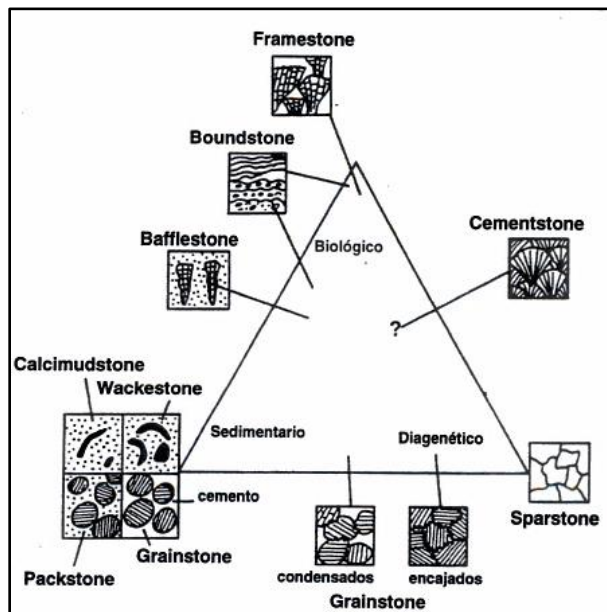 Framestone
Boundstone
Bafflestone
Biológico
Cementstone
?
Calcimudstone
Wackestone
Sedimentario
Diagenético
cemento
Grainstone
Packstone
condensados
encajados
Grainstone
Sparstone